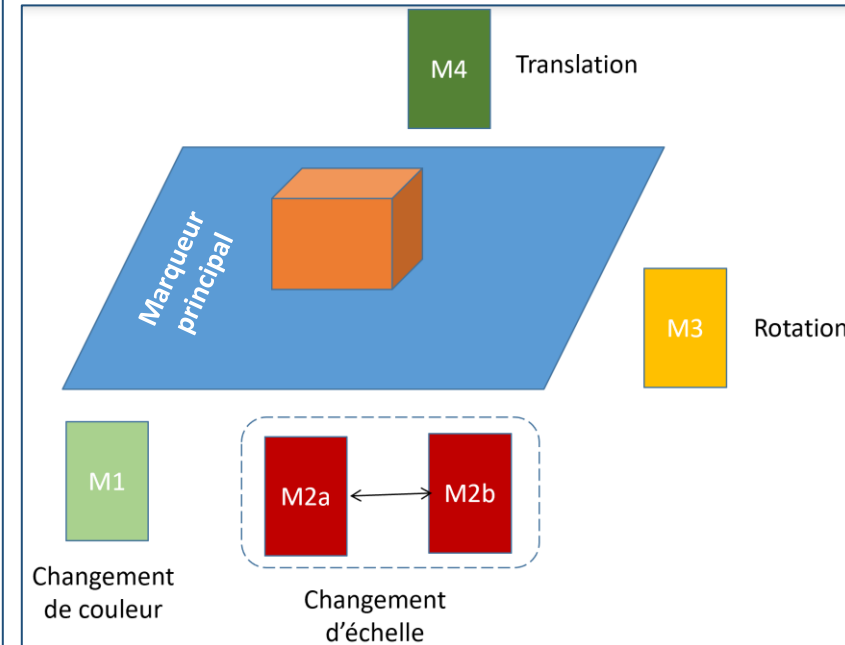 M4
Translation
Marqueur
principal
M3
Rotation
M1
M2a
M2b
Changement
de couleur
Changement
d'échelle